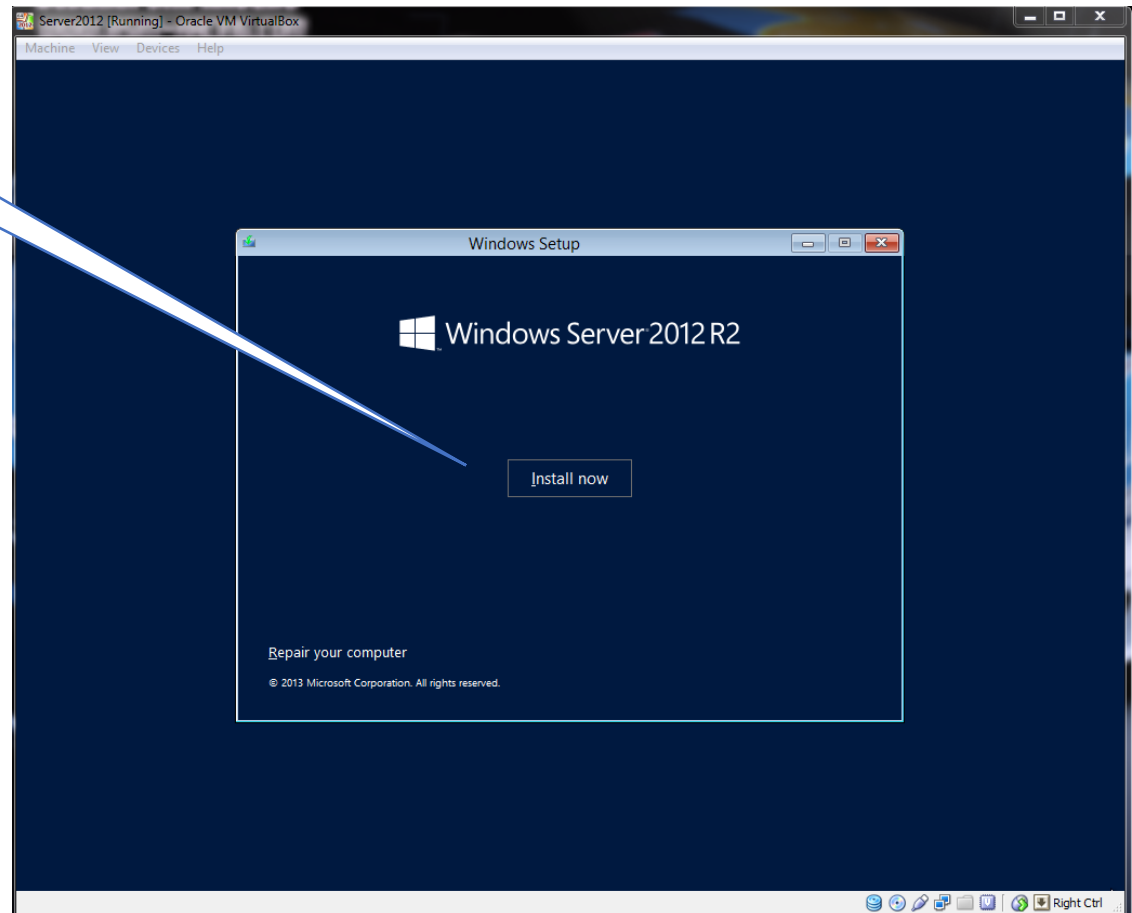 Server2012 [Running] - Oracle VM VirtualBox
Machine View Devices Help
Windows Setup
Windows Server 2012 R2
Install now
Repair your computer
© 2013 Microsoft Corporation. All rights reserved.
Right Ctrl